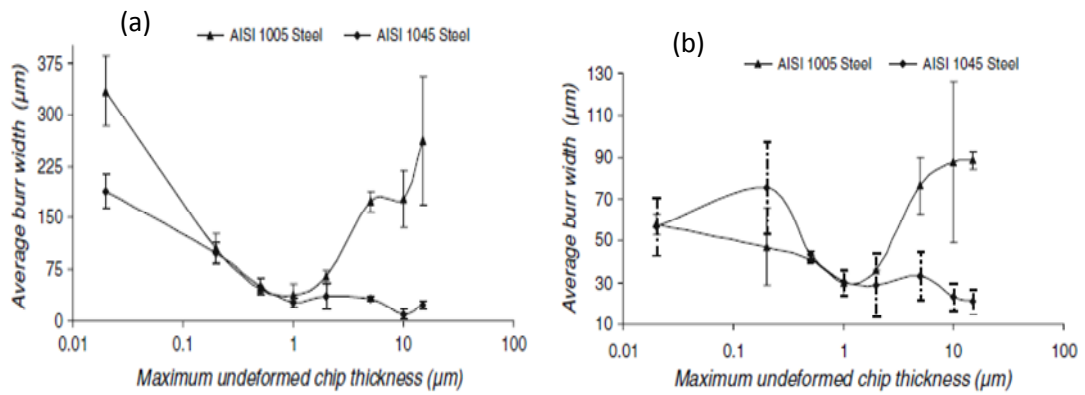 (a)
AISI 1005 Steel AISI 1045 Steel
Average burr width (µm)
375
300
225
150
75
0
0.01 0.1 1 10 100
Maximum undeformed chip thickness (µm)
(b)
AISI 1005 Steel AISI 1045 Steel
Average burr width (µm)
130
110
90
70
50
30
10
0.01 0.1 1 10 100
Maximum undeformed chip thickness (µm)